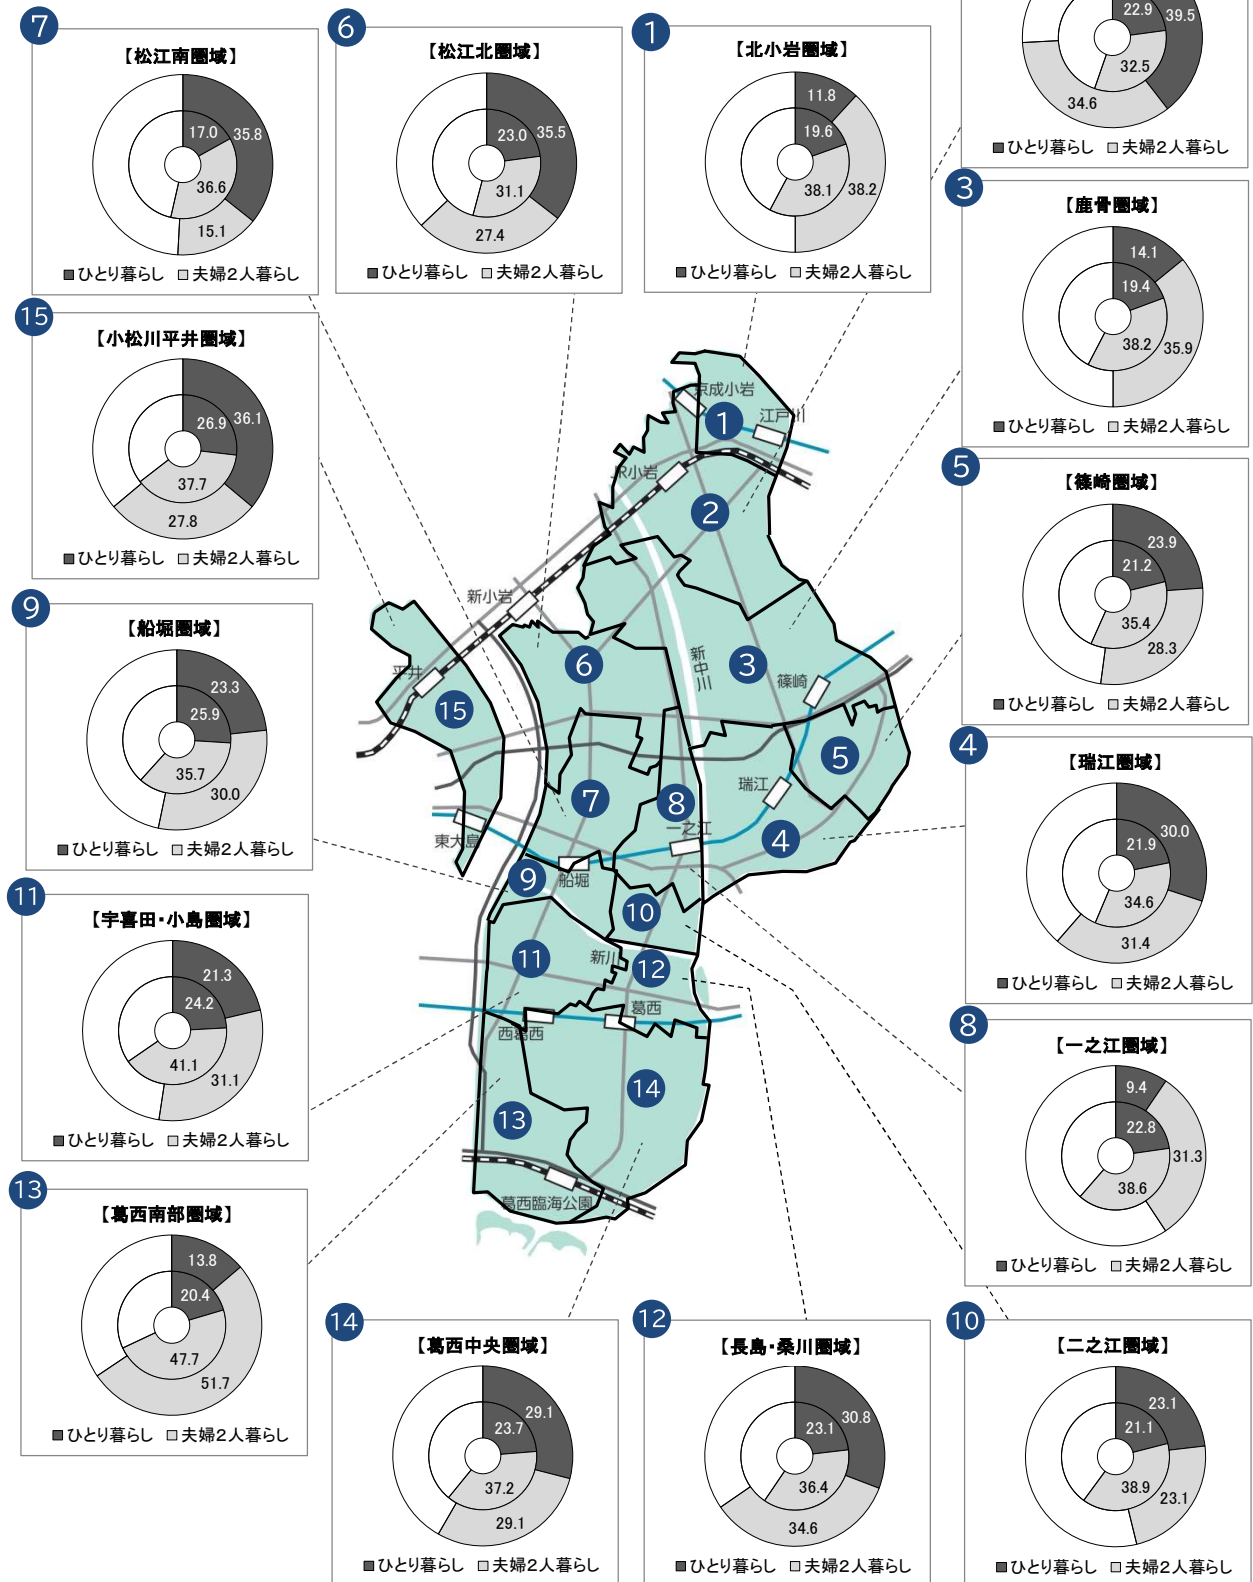 7
【松江南圏域】
17.0
35.8
36.6
15.1
ひとり暮らし 夫婦2人暮らし
6
【松江北圏域】
23.0
35.5
31.1
27.4
ひとり暮らし 夫婦2人暮らし
1
【北小岩圏域】
11.8
19.6
38.1
38.2
ひとり暮らし 夫婦2人暮らし
22.9
39.5
32.5
34.6
ひとり暮らし 夫婦2人暮らし
3
【鹿骨圏域】
14.1
19.4
38.2
35.9
ひとり暮らし 夫婦2人暮らし
15
【小松川平井圏域】
26.9
36.1
37.7
27.8
ひとり暮らし 夫婦2人暮らし
5
【篠崎圏域】
23.9
21.2
35.4
28.3
ひとり暮らし 夫婦2人暮らし
9
【船堀圏域】
23.3
25.9
35.7
30.0
ひとり暮らし 夫婦2人暮らし
4
【瑞江圏域】
30.0
21.9
34.6
31.4
ひとり暮らし 夫婦2人暮らし
11
【宇喜田・小島圏域】
21.3
24.2
41.1
31.1
ひとり暮らし 夫婦2人暮らし
8
【一之江圏域】
9.4
22.8
31.3
38.6
ひとり暮らし 夫婦2人暮らし
13
【葛西南部圏域】
13.8
20.4
47.7
51.7
ひとり暮らし 夫婦2人暮らし
14
【葛西中央圏域】
29.1
23.7
37.2
29.1
ひとり暮らし 夫婦2人暮らし
12
【長島・桑川圏域】
30.8
23.1
36.4
34.6
ひとり暮らし 夫婦2人暮らし
10
【二之江圏域】
23.1
21.1
38.9
23.1
ひとり暮らし 夫婦2人暮らし
京成小岩
1
江戸川
JR小岩
2
新小岩
平井
15
6
新中川
3
篠崎
5
瑞江
7
8
一之江
4
東大島
船堀
9
10
新川
11
12
葛西
西葛西
14
13
葛西臨海公園